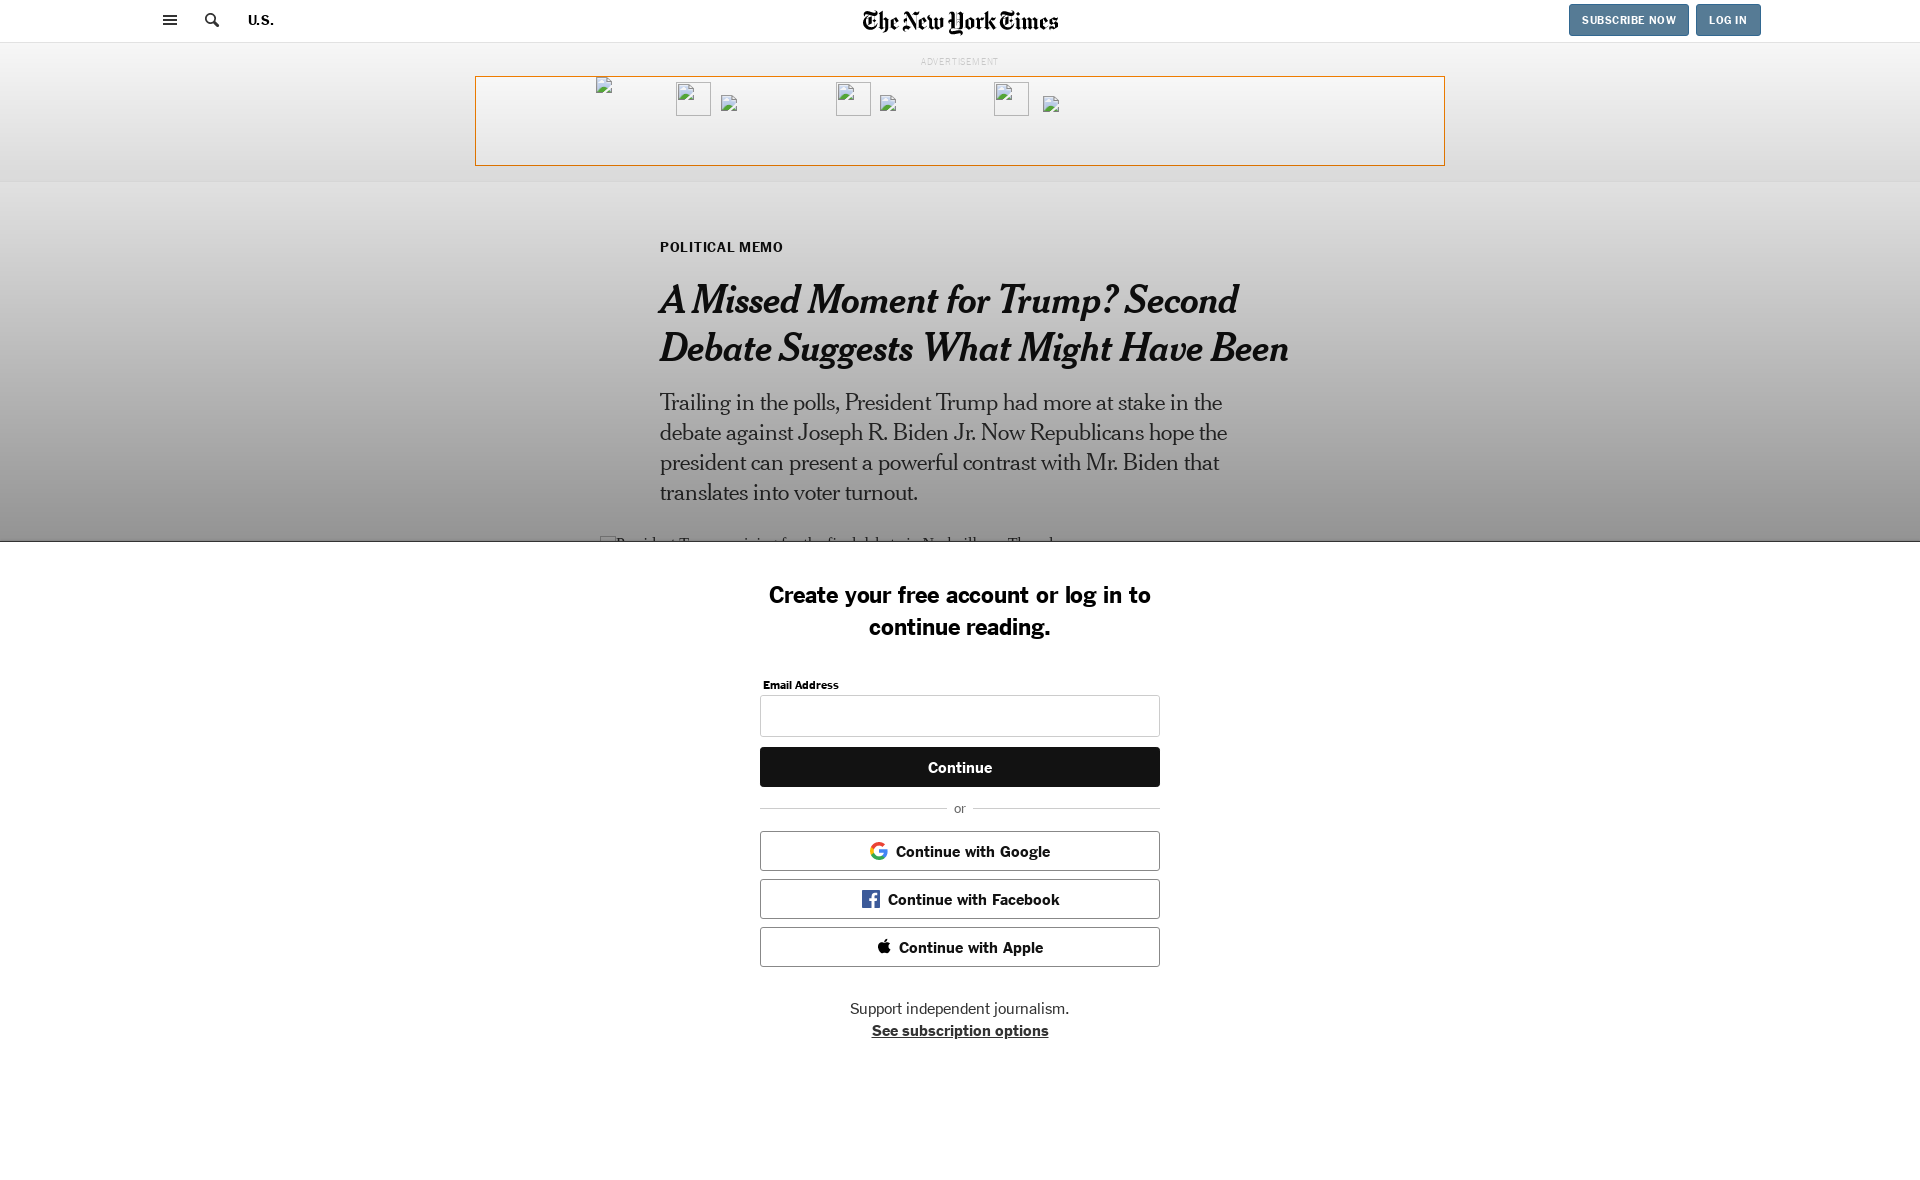 U.S.
The New York Times
SUBSCRIBE NOW
LOG IN
ADVERTISEMENT
POLITICAL MEMO
A Missed Moment for Trump? Second
Debate Suggests What Might Have Been
Trailing in the polls, President Trump had more at stake in the
debate against Joseph R. Biden Jr. Now Republicans hope the
president can present a powerful contrast with Mr. Biden that
translates into voter turnout.
Create your free account or log in to
continue reading.
Email Address
Continue
or
Continue with Google
Continue with Facebook
Continue with Apple
Support independent journalism.
See subscription options